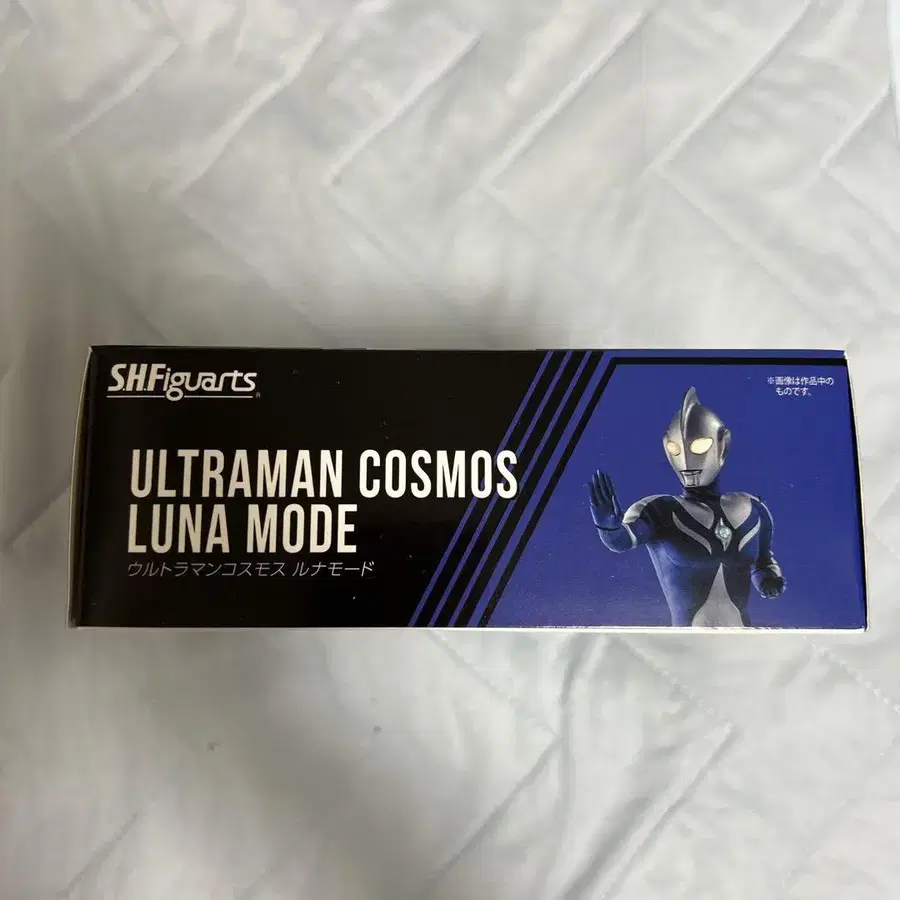 S.H.Figuarts
®
※画像は作品中の
ものです。
ULTRAMAN COSMOS
LUNA MODE
ウルトラマンコスモス ルナモード